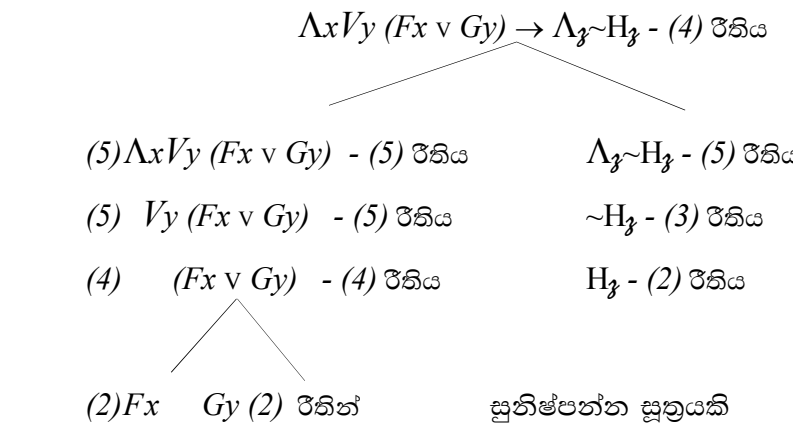 ΛxVy (Fx v Gy) → Λz~Hz - (4) රීතිය
(5)ΛxVy (Fx v Gy) - (5) රීතිය Λz~Hz - (5) රීතිය
(5) Vy (Fx v Gy) - (5) රීතිය ~Hz - (3) රීතිය
(4) (Fx v Gy) - (4) රීතිය Hz - (2) රීතිය
(2)Fx Gy (2) රීතින් සුනිෂ්පන්න සූත්‍රයකි